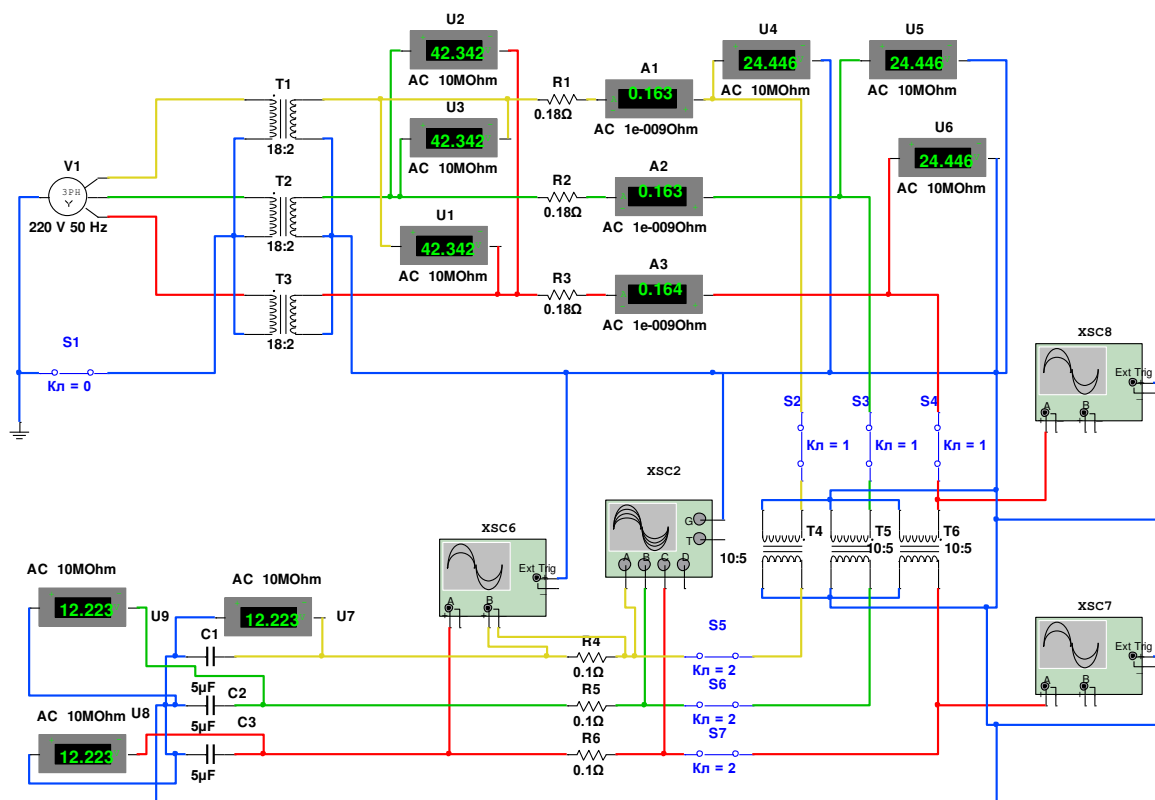 U2
42.342
AC 10MOhm
U4
24.446
AC 10MOhm
U5
24.446
AC 10MOhm
T1
18:2
U3
42.342
AC 10MOhm
R1
0.18Ω
A1
0.163
AC 1e-009Ohm
U6
24.446
AC 10MOhm
V1
3PH
Y
220 V 50 Hz
T2
18:2
R2
0.18Ω
A2
0.163
AC 1e-009Ohm
U1
42.342
AC 10MOhm
T3
18:2
R3
0.18Ω
A3
0.164
AC 1e-009Ohm
S1
Кл = 0
XSC8
Ext Trig
A
B
S2
S3
S4
Кл = 1
Кл = 1
Кл = 1
XSC2
G
T
A
B
C
D
XSC6
Ext Trig
A
B
T4
T5
T6
10:5
10:5
10:5
AC 10MOhm
12.223
U9
AC 10MOhm
12.223
U7
C1
5µF
R4
0.1Ω
S5
Кл = 2
XSC7
Ext Trig
A
B
C2
5µF
R5
0.1Ω
S6
Кл = 2
AC 10MOhm
U8
12.223
C3
5µF
R6
0.1Ω
S7
Кл = 2